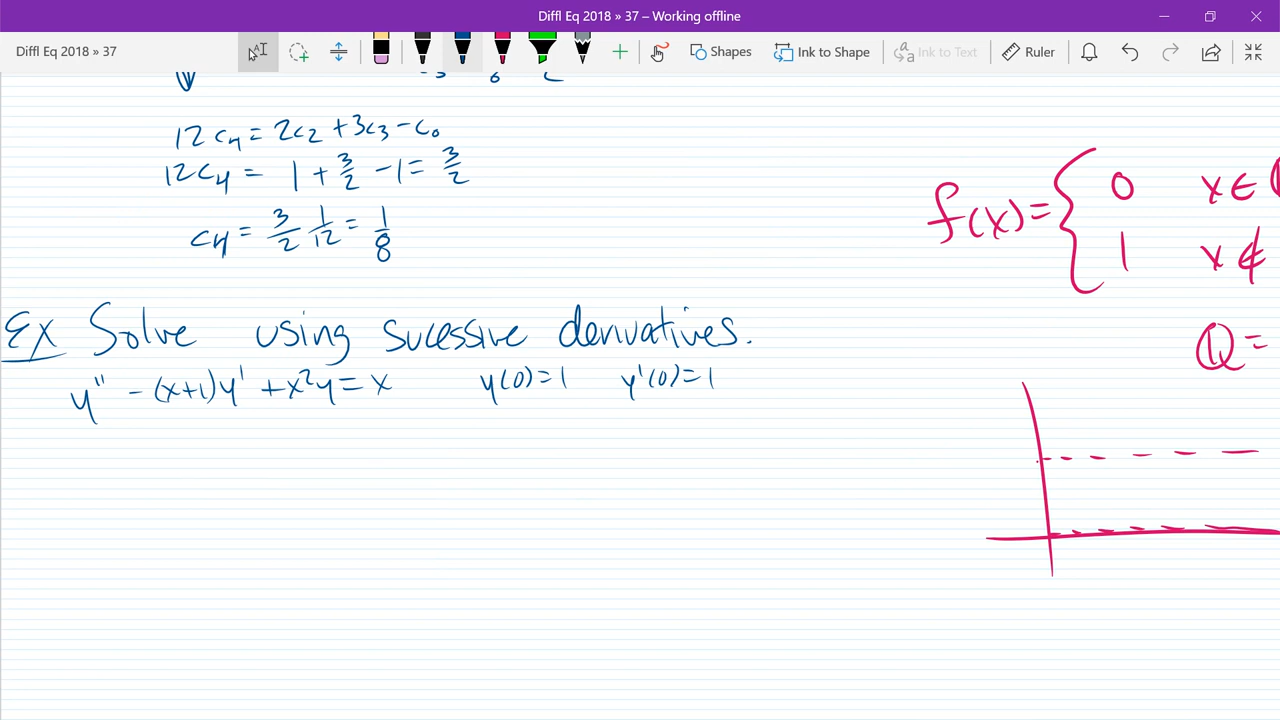 Diffl Eq 2018 » 37 – Working offline
Diffl Eq 2018 » 37
Shapes
Ink to Shape
Ink to Text
Ruler
12c₄ = 2c₂ + 3c₃ - c₀
12c₄ = 1 + 3/2 - 1 = 3/2
c₄ = 3/2 1/12 = 1/8
Ex Solve using sucessive derivatives.
y'' - (x+1)y' + x²y = x y(0)=1 y'(0)=1
f(x) = { 0 x ∈
1 x ∉
Q =